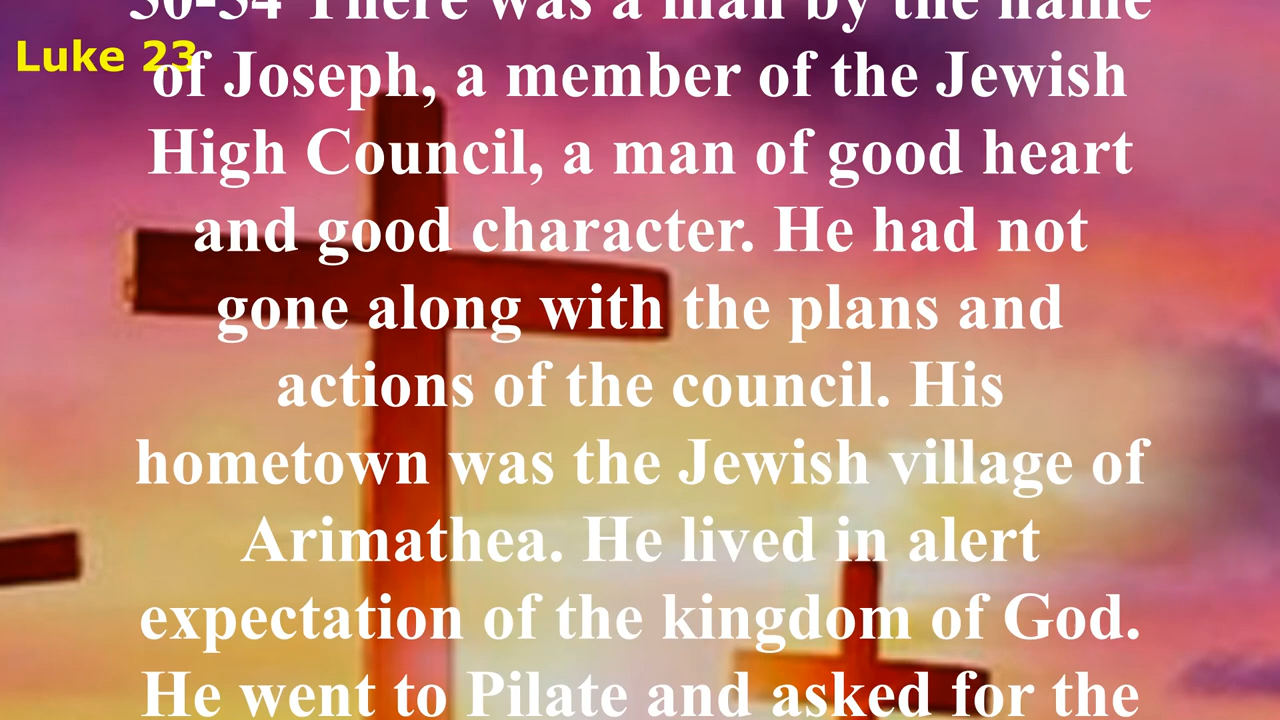 50-54 There was a man by the name
Luke 23
of Joseph, a member of the Jewish
High Council, a man of good heart
and good character. He had not
gone along with the plans and
actions of the council. His
hometown was the Jewish village of
Arimathea. He lived in alert
expectation of the kingdom of God.
He went to Pilate and asked for the